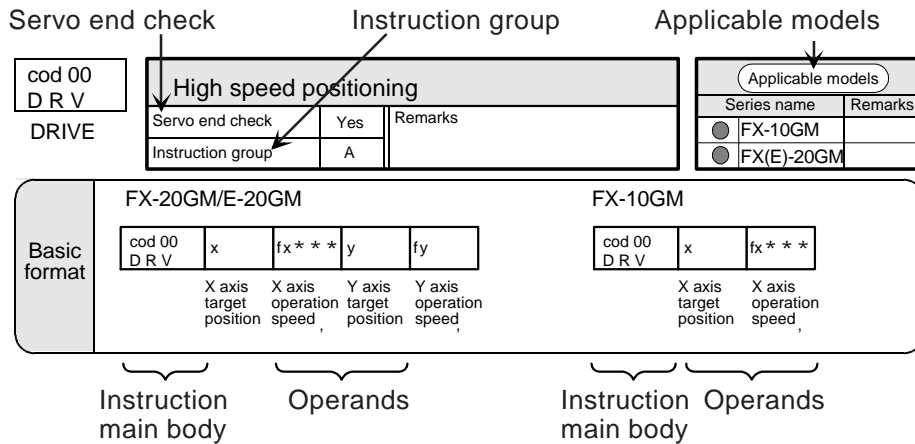 Servo end check
Instruction group
Applicable models
cod 00
D R V
DRIVE
High speed positioning
Servo end check Yes Remarks
Instruction group A
Applicable models
Series name Remarks
FX-10GM
FX(E)-20GM
Basic
format
FX-20GM/E-20GM
cod 00
D R V
x
fx***
y
fy
X axis
target
position
X axis
operation
speed,
Y axis
target
position
Y axis
operation
speed,
FX-10GM
cod 00
D R V
x
fx***
X axis
target
position
X axis
operation
speed,
Instruction
main body
Operands
Instruction
main body
Operands